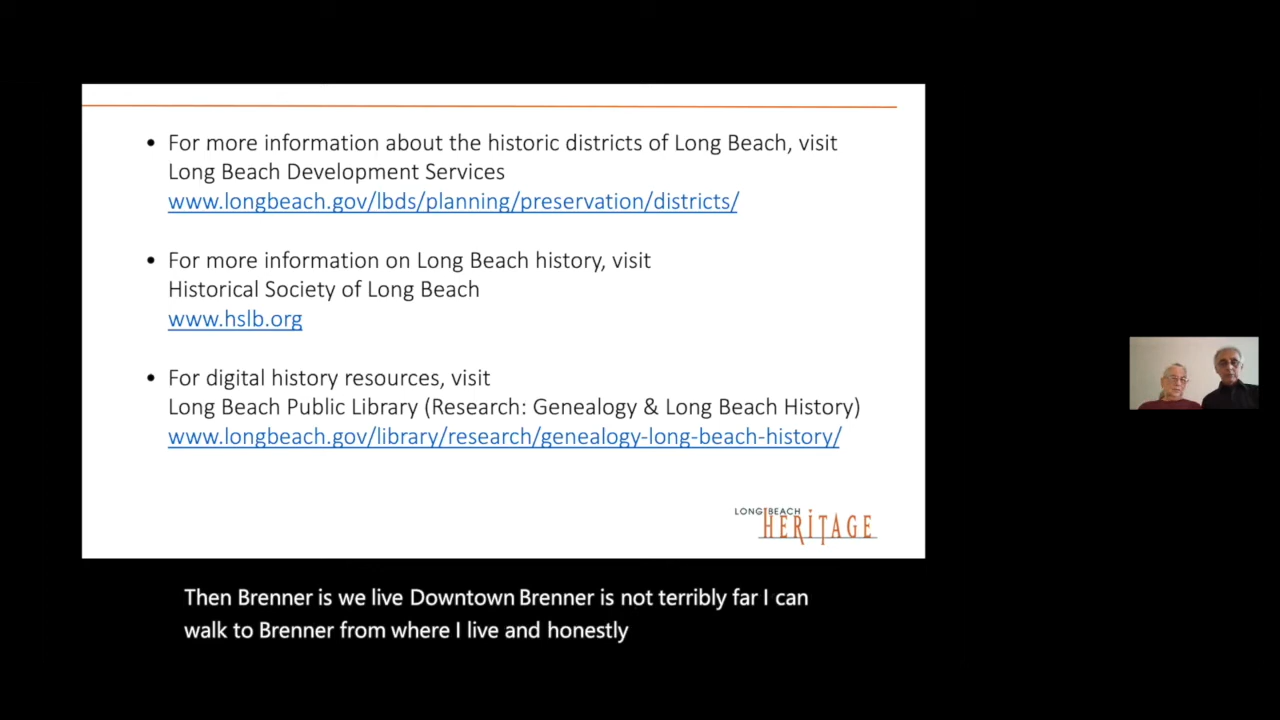 • For more information about the historic districts of Long Beach, visit
Long Beach Development Services
www.longbeach.gov/lbds/planning/preservation/districts/
• For more information on Long Beach history, visit
Historical Society of Long Beach
www.hslb.org
• For digital history resources, visit
Long Beach Public Library (Research: Genealogy & Long Beach History)
www.longbeach.gov/library/research/genealogy-long-beach-history/
LONG BEACH
HERITAGE
Then Brenner is we live Downtown Brenner is not terribly far I can
walk to Brenner from where I live and honestly